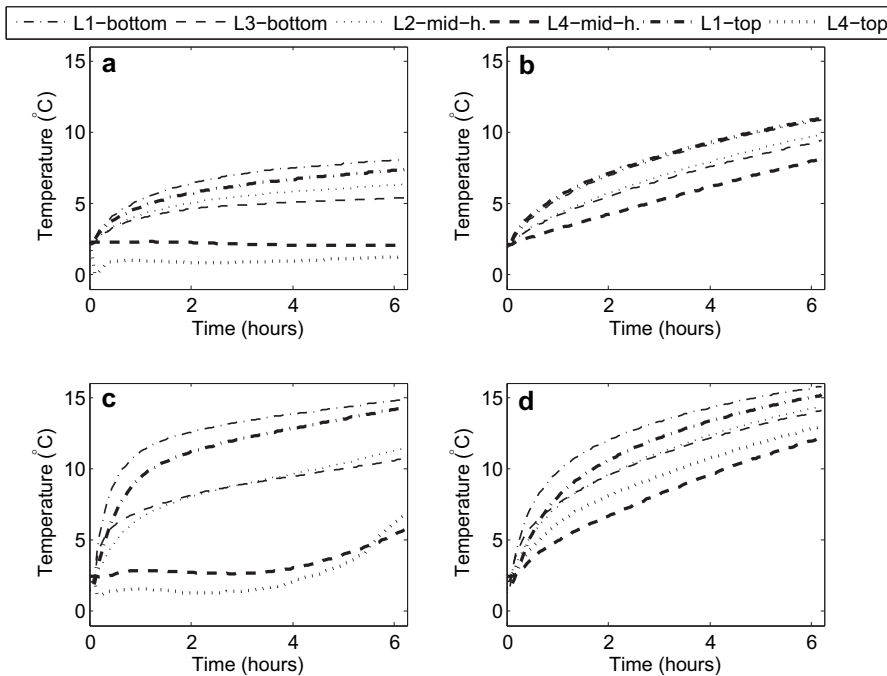 L1−bottom L3−bottom L2−mid−h. L4−mid−h. L1−top L4−top
a
15
10
5
0
Temperature (°C)
0 2 4 6
Time (hours)
b
15
10
5
0
Temperature (°C)
0 2 4 6
Time (hours)
c
15
10
5
0
Temperature (°C)
0 2 4 6
Time (hours)
d
15
10
5
0
Temperature (°C)
0 2 4 6
Time (hours)